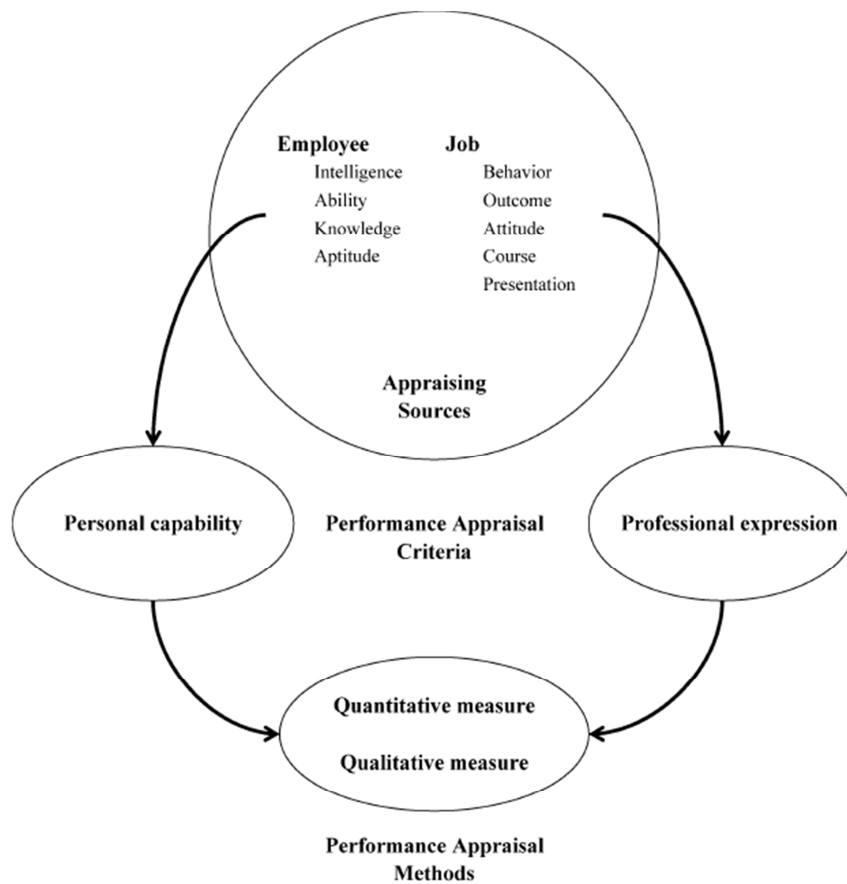 Employee
Job
Intelligence
Behavior
Ability
Outcome
Knowledge
Attitude
Aptitude
Course
Presentation
Appraising
Sources
Personal capability
Performance Appraisal
Criteria
Professional expression
Quantitative measure
Qualitative measure
Performance Appraisal
Methods